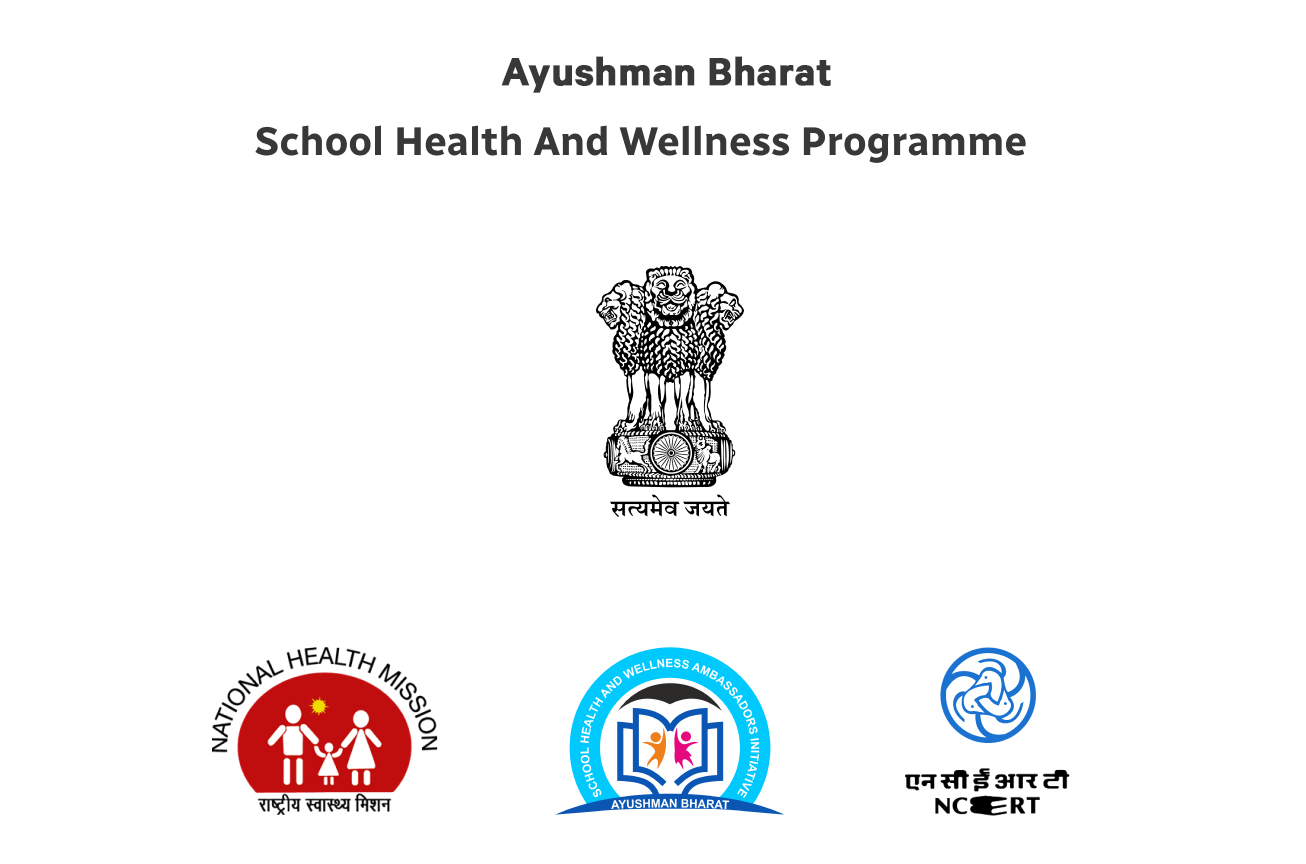 Ayushman Bharat
School Health And Wellness Programme
सत्यमेव जयते
NATIONAL HEALTH MISSION
राष्ट्रीय स्वास्थ्य मिशन
SCHOOL HEALTH AND WELLNESS AMBASSADORS INITIATIVE
AYUSHMAN BHARAT
एन सी ई आर टी
NCERT